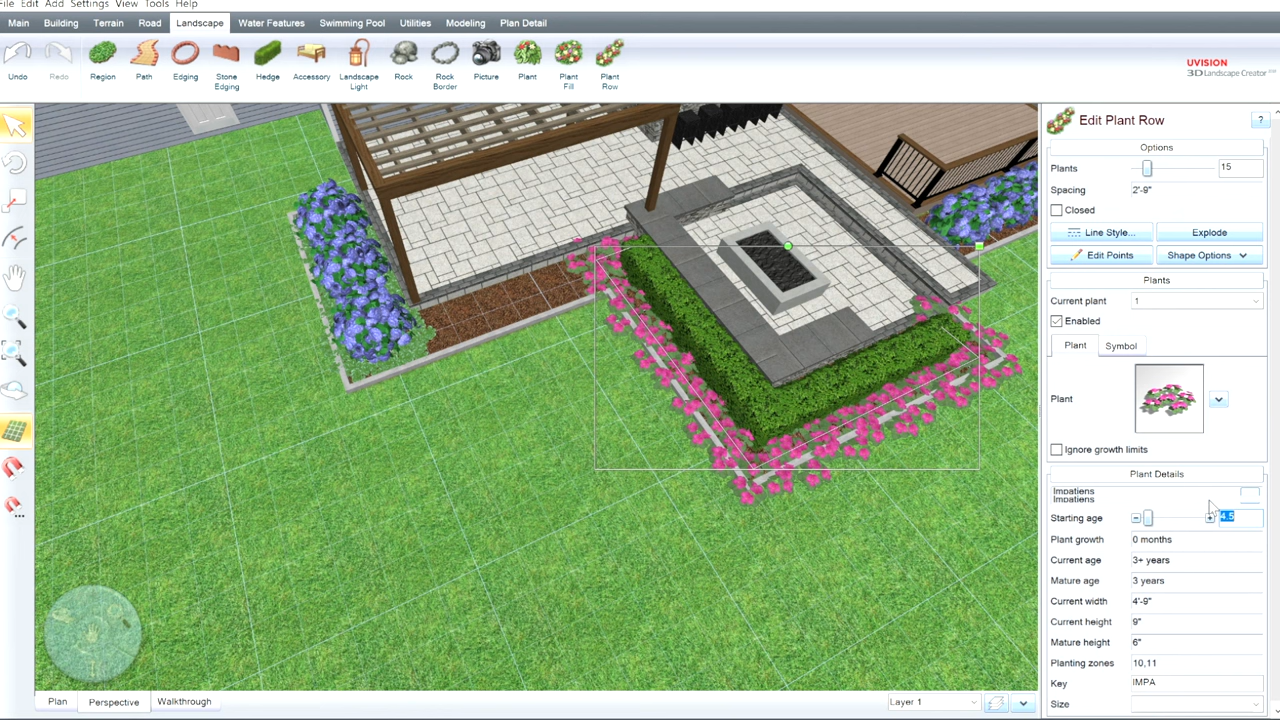 File Edit Add Settings View Tools Help
Main Building Terrain Road Landscape Water Features Swimming Pool Utilities Modeling Plan Detail
Undo Redo Region Path Edging Stone Edging Hedge Accessory Landscape Light Rock Rock Border Picture Plant Plant Fill Plant Row
UVISION
3D Landscape Creator
Edit Plant Row ?
Options
Plants 15
Spacing 2'-9"
Closed
Line Style... Explode
Edit Points Shape Options
Plants
Current plant 1
Enabled
Plant Symbol
Plant
Ignore growth limits
Plant Details
Impatiens
Impatiens
Starting age 4.5
Plant growth 0 months
Current age 3+ years
Mature age 3 years
Current width 4'-9"
Current height 9"
Mature height 6"
Planting zones 10,11
Key IMPA
Size
Plan Perspective Walkthrough Layer 1